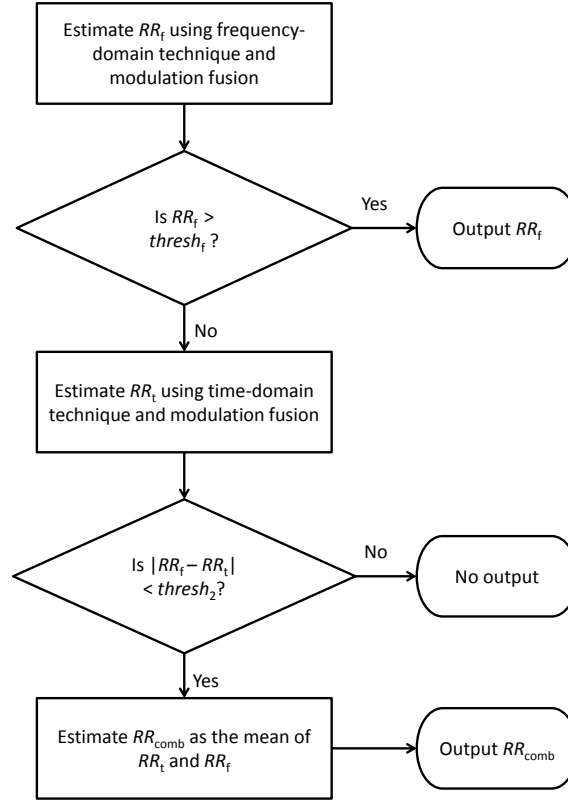 Estimate RRf using frequency-
domain technique and
modulation fusion
Is RRf >
threshf ?
Yes
Output RRf
No
Estimate RRt using time-domain
technique and modulation fusion
Is |RRf – RRt|
< thresh2?
No
No output
Yes
Estimate RRcomb as the mean of
RRt and RRf
Output RRcomb